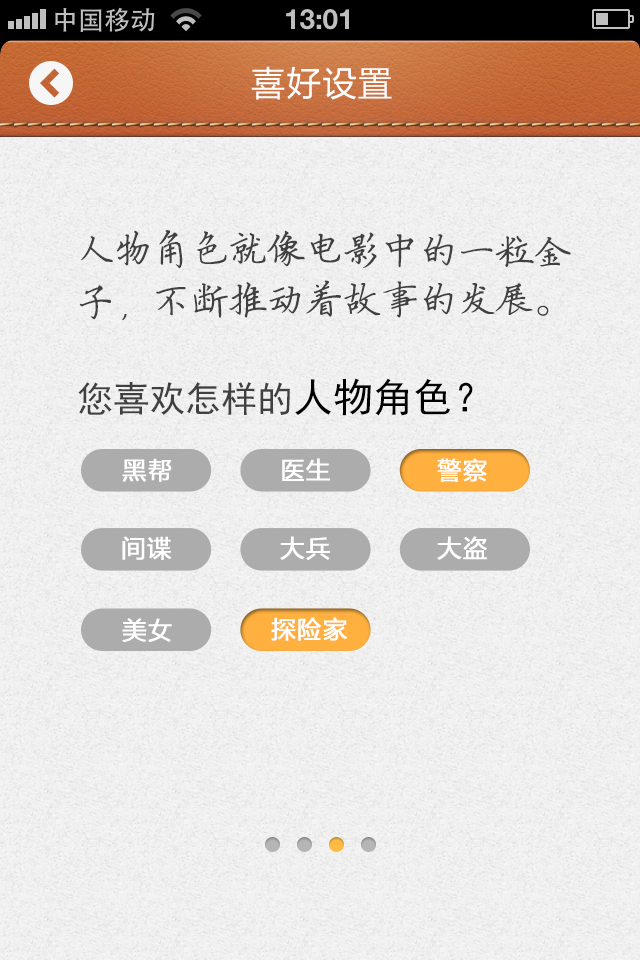 中国移动 13:01
喜好设置
人物角色就像电影中的一粒金
子，不断推动着故事的发展。
您喜欢怎样的人物角色？
黑帮 医生 警察
间谍 大兵 大盗
美女 探险家